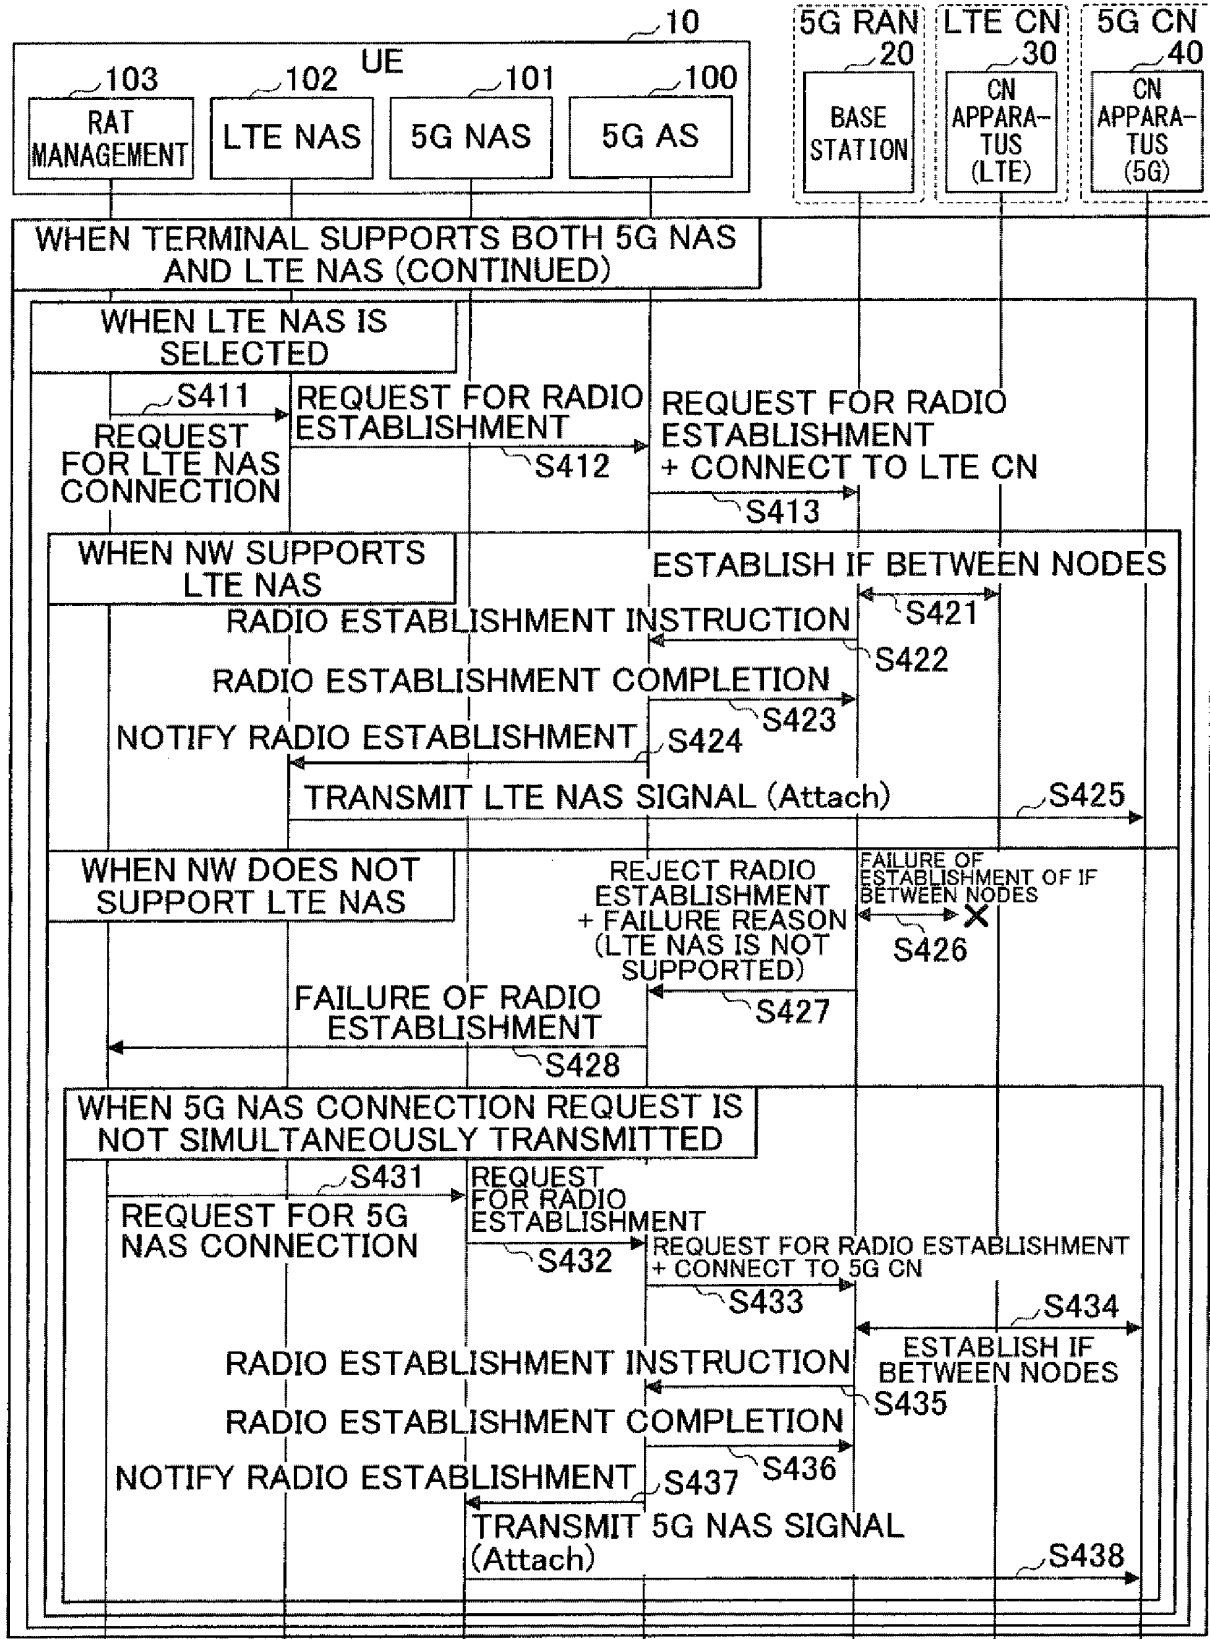 10
5G RAN
LTE CN
5G CN
UE
20
30
40
103
102
101
100
RAT
MANAGEMENT
LTE NAS
5G NAS
5G AS
BASE
STATION
CN
APPARA-
TUS
(LTE)
CN
APPARA-
TUS
(5G)
WHEN TERMINAL SUPPORTS BOTH 5G NAS
AND LTE NAS (CONTINUED)
WHEN LTE NAS IS
SELECTED
S411
REQUEST
FOR LTE NAS
CONNECTION
REQUEST FOR RADIO
ESTABLISHMENT
S412
REQUEST FOR RADIO
ESTABLISHMENT
+ CONNECT TO LTE CN
S413
WHEN NW SUPPORTS
LTE NAS
ESTABLISH IF BETWEEN NODES
S421
RADIO ESTABLISHMENT INSTRUCTION
S422
RADIO ESTABLISHMENT COMPLETION
S423
NOTIFY RADIO ESTABLISHMENT
S424
TRANSMIT LTE NAS SIGNAL (Attach)
S425
WHEN NW DOES NOT
SUPPORT LTE NAS
FAILURE OF
ESTABLISHMENT OF IF
BETWEEN NODES
S426
REJECT RADIO
ESTABLISHMENT
+ FAILURE REASON
(LTE NAS IS NOT
SUPPORTED)
S427
FAILURE OF RADIO
ESTABLISHMENT
S428
WHEN 5G NAS CONNECTION REQUEST IS
NOT SIMULTANEOUSLY TRANSMITTED
S431
REQUEST FOR 5G
NAS CONNECTION
REQUEST
FOR RADIO
ESTABLISHMENT
S432
REQUEST FOR RADIO ESTABLISHMENT
+ CONNECT TO 5G CN
S433
S434
ESTABLISH IF
BETWEEN NODES
RADIO ESTABLISHMENT INSTRUCTION
S435
RADIO ESTABLISHMENT COMPLETION
S436
NOTIFY RADIO ESTABLISHMENT
S437
TRANSMIT 5G NAS SIGNAL
(Attach)
S438